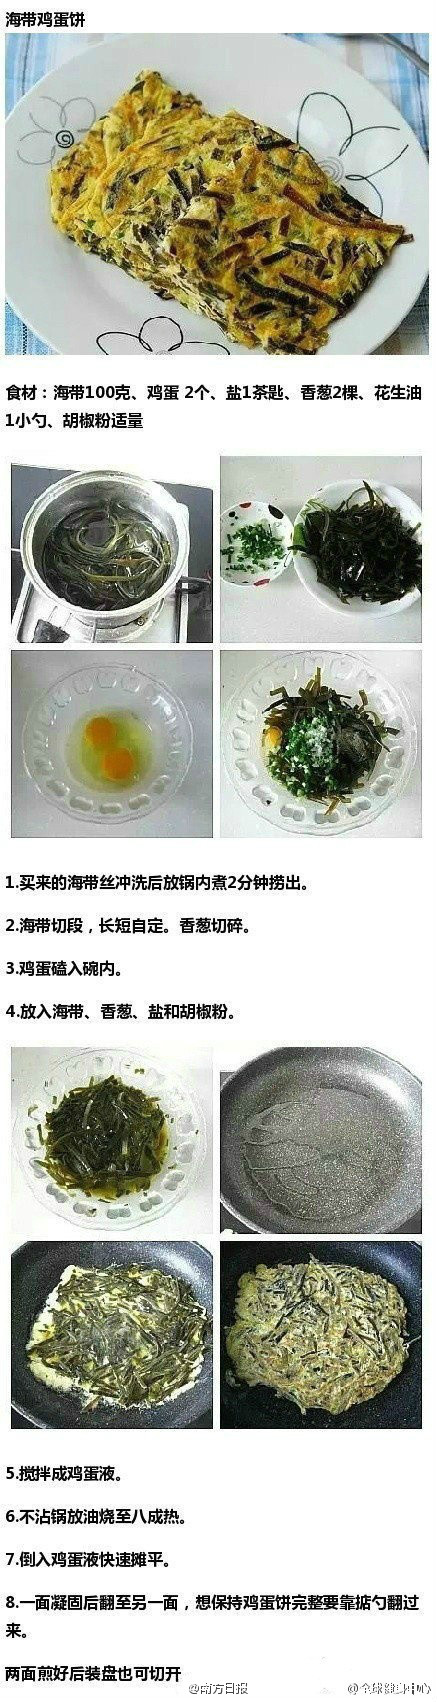 海带鸡蛋饼
食材：海带100克、鸡蛋 2个、盐1茶匙、香葱2棵、花生油
1小勺、胡椒粉适量
1.买来的海带丝冲洗后放锅内煮2分钟捞出。
2.海带切段，长短自定。香葱切碎。
3.鸡蛋磕入碗内。
4.放入海带、香葱、盐和胡椒粉。
5.搅拌成鸡蛋液。
6.不沾锅放油烧至八成热。
7.倒入鸡蛋液快速摊平。
8.一面凝固后翻至另一面，想保持鸡蛋饼完整要靠掂勺翻过
来。
两面煎好后装盘也可切开
@南方日报